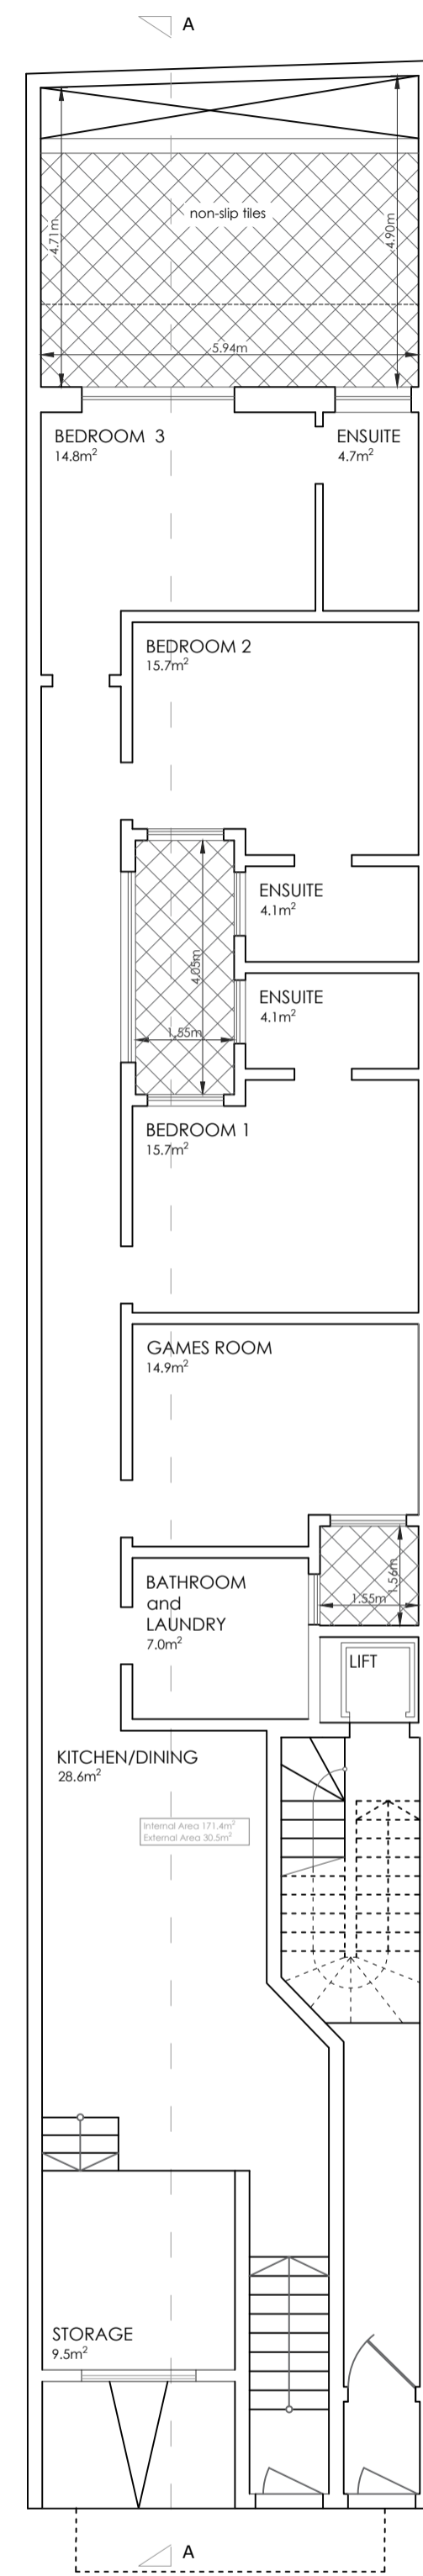 A
non-slip tiles
4.71m
4.90m
5.94m
BEDROOM 3
14.8m²
ENSUITE
4.7m²
BEDROOM 2
15.7m²
ENSUITE
4.1m²
4.05m
ENSUITE
4.1m²
1.55m
BEDROOM 1
15.7m²
GAMES ROOM
14.9m²
BATHROOM
and
LAUNDRY
7.0m²
1.56m
1.55m
LIFT
KITCHEN/DINING
28.6m²
Internal Area 171.4m²
External Area 30.5m²
STORAGE
9.5m²
A